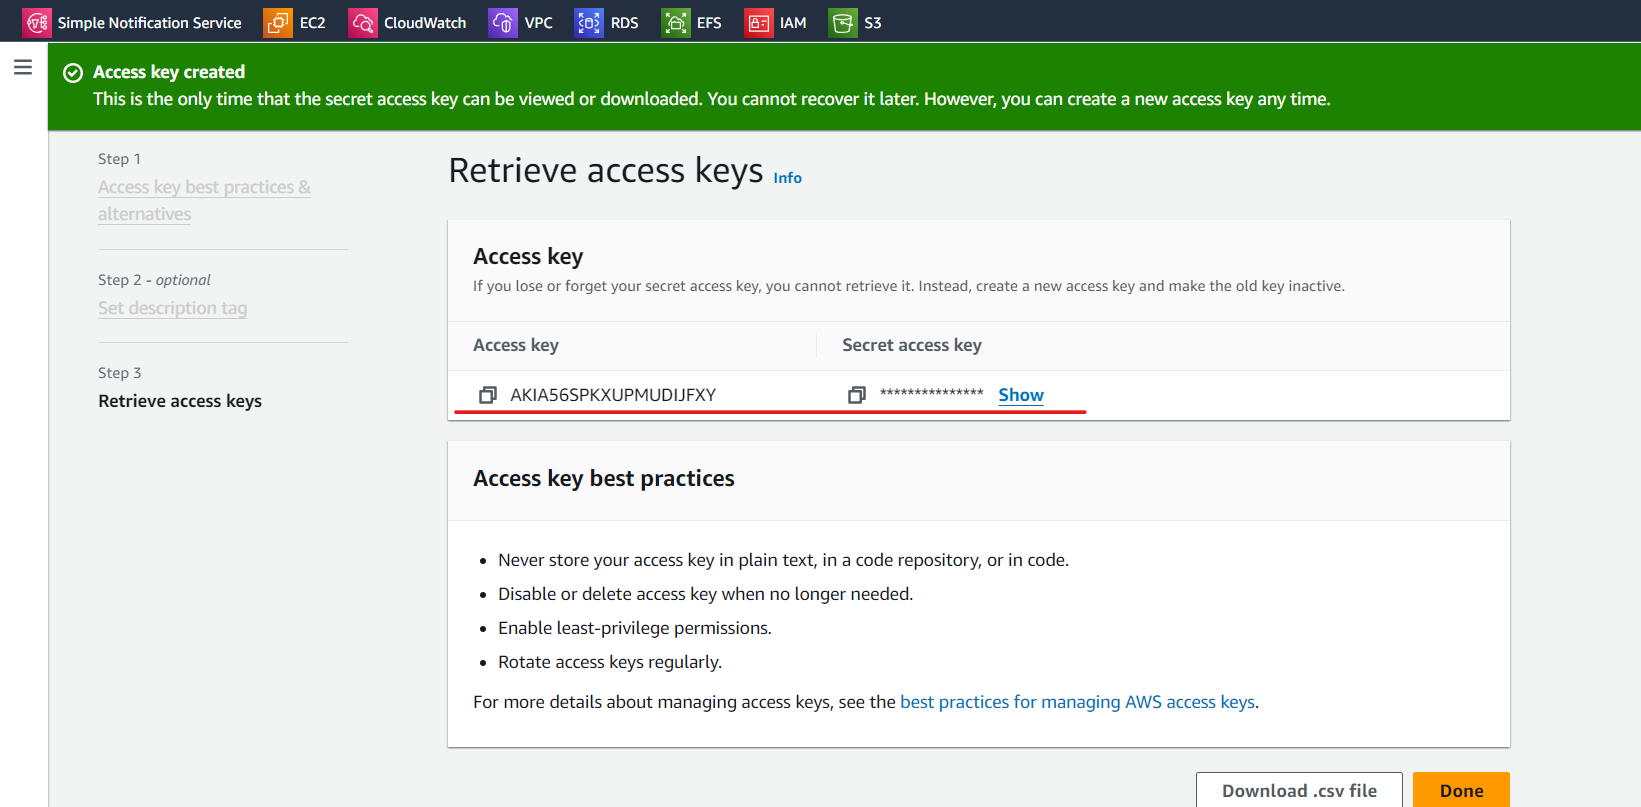 Simple Notification Service EC2 CloudWatch VPC RDS EFS IAM S3
Access key created
This is the only time that the secret access key can be viewed or downloaded. You cannot recover it later. However, you can create a new access key any time.
Step 1
Access key best practices &
alternatives
Step 2 - optional
Set description tag
Step 3
Retrieve access keys
Retrieve access keys Info
Access key
If you lose or forget your secret access key, you cannot retrieve it. Instead, create a new access key and make the old key inactive.
Access key Secret access key
AKIA56SPKXUPMUDIJFXY *************** Show
Access key best practices
• Never store your access key in plain text, in a code repository, or in code.
• Disable or delete access key when no longer needed.
• Enable least-privilege permissions.
• Rotate access keys regularly.
For more details about managing access keys, see the best practices for managing AWS access keys.
Download .csv file Done